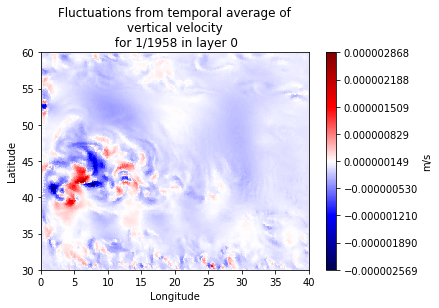 Fluctuations from temporal average of
vertical velocity
for 1/1958 in layer 0
60
55
50
45
40
35
30
Latitude
0 5 10 15 20 25 30 35 40
Longitude
0.000002868
0.000002188
0.000001509
0.000000829
0.000000149
−0.000000530
−0.000001210
−0.000001890
−0.000002569
m/s